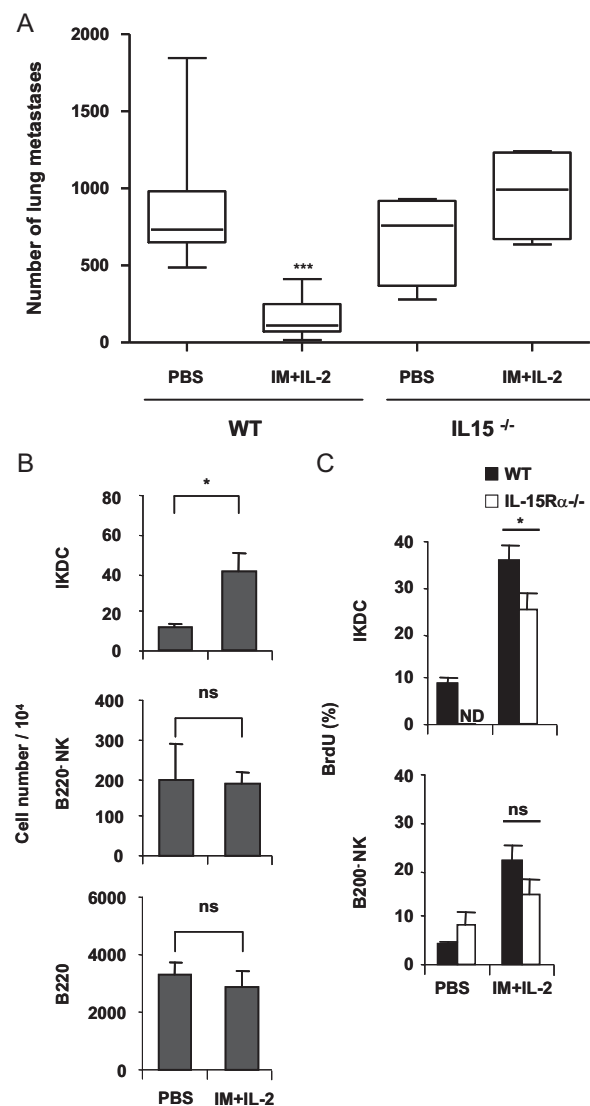 A
Number of lung metastases
2000
1500
1000
500
0
***
PBS
IM+IL-2
PBS
IM+IL-2
WT
IL15 -/-
B
Cell number / 10⁴
IKDC
80
60
40
20
0
*
B220- NK
400
300
200
100
0
ns
B220
6000
4000
2000
0
ns
PBS
IM+IL-2
C
WT
IL-15Rα-/-
BrdU (%)
IKDC
40
30
20
10
0
ND
*
B200- NK
40
30
20
10
0
ns
PBS
IM+IL-2